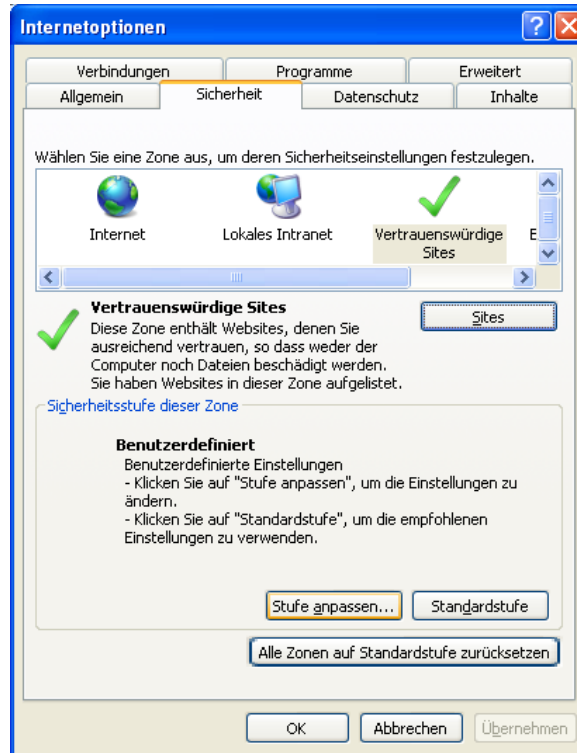 Internetoptionen
Verbindungen Programme Erweitert
Allgemein Sicherheit Datenschutz Inhalte
Wählen Sie eine Zone aus, um deren Sicherheitseinstellungen festzulegen.
Internet Lokales Intranet Vertrauenswürdige E
Sites
Vertrauenswürdige Sites
Sites
Diese Zone enthält Websites, denen Sie
ausreichend vertrauen, so dass weder der
Computer noch Dateien beschädigt werden.
Sie haben Websites in dieser Zone aufgelistet.
Sicherheitsstufe dieser Zone
Benutzerdefiniert
Benutzerdefinierte Einstellungen
- Klicken Sie auf "Stufe anpassen", um die Einstellungen zu
ändern.
- Klicken Sie auf "Standardstufe", um die empfohlenen
Einstellungen zu verwenden.
Stufe anpassen... Standardstufe
Alle Zonen auf Standardstufe zurücksetzen
OK Abbrechen Übernehmen